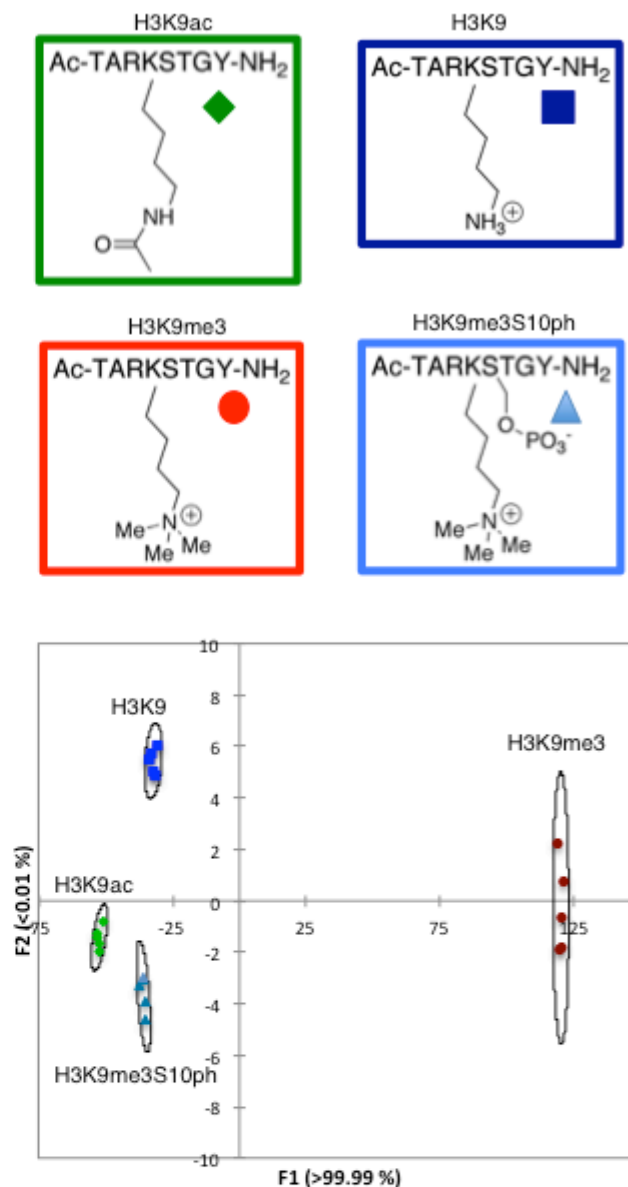 H3K9ac
Ac-TARKSTGY-NH2
NH
O
H3K9
Ac-TARKSTGY-NH2
NH3 ⊕
H3K9me3
Ac-TARKSTGY-NH2
Me
N ⊕
Me
Me
H3K9me3S10ph
Ac-TARKSTGY-NH2
O
PO3-
Me
N ⊕
Me
Me
10
8
6
4
2
0
-2
-4
-6
-8
-10
75
-25
75
125
H3K9
H3K9me3
H3K9ac
H3K9me3S10ph
F2 (<0.01 %)
F1 (>99.99 %)